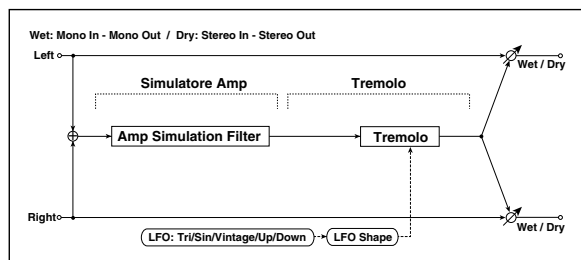 Wet: Mono In - Mono Out / Dry: Stereo In - Stereo Out
Left
Wet / Dry
Simulatore Amp
Tremolo
Amp Simulation Filter
Tremolo
Right
Wet / Dry
LFO: Tri/Sin/Vintage/Up/Down
LFO Shape